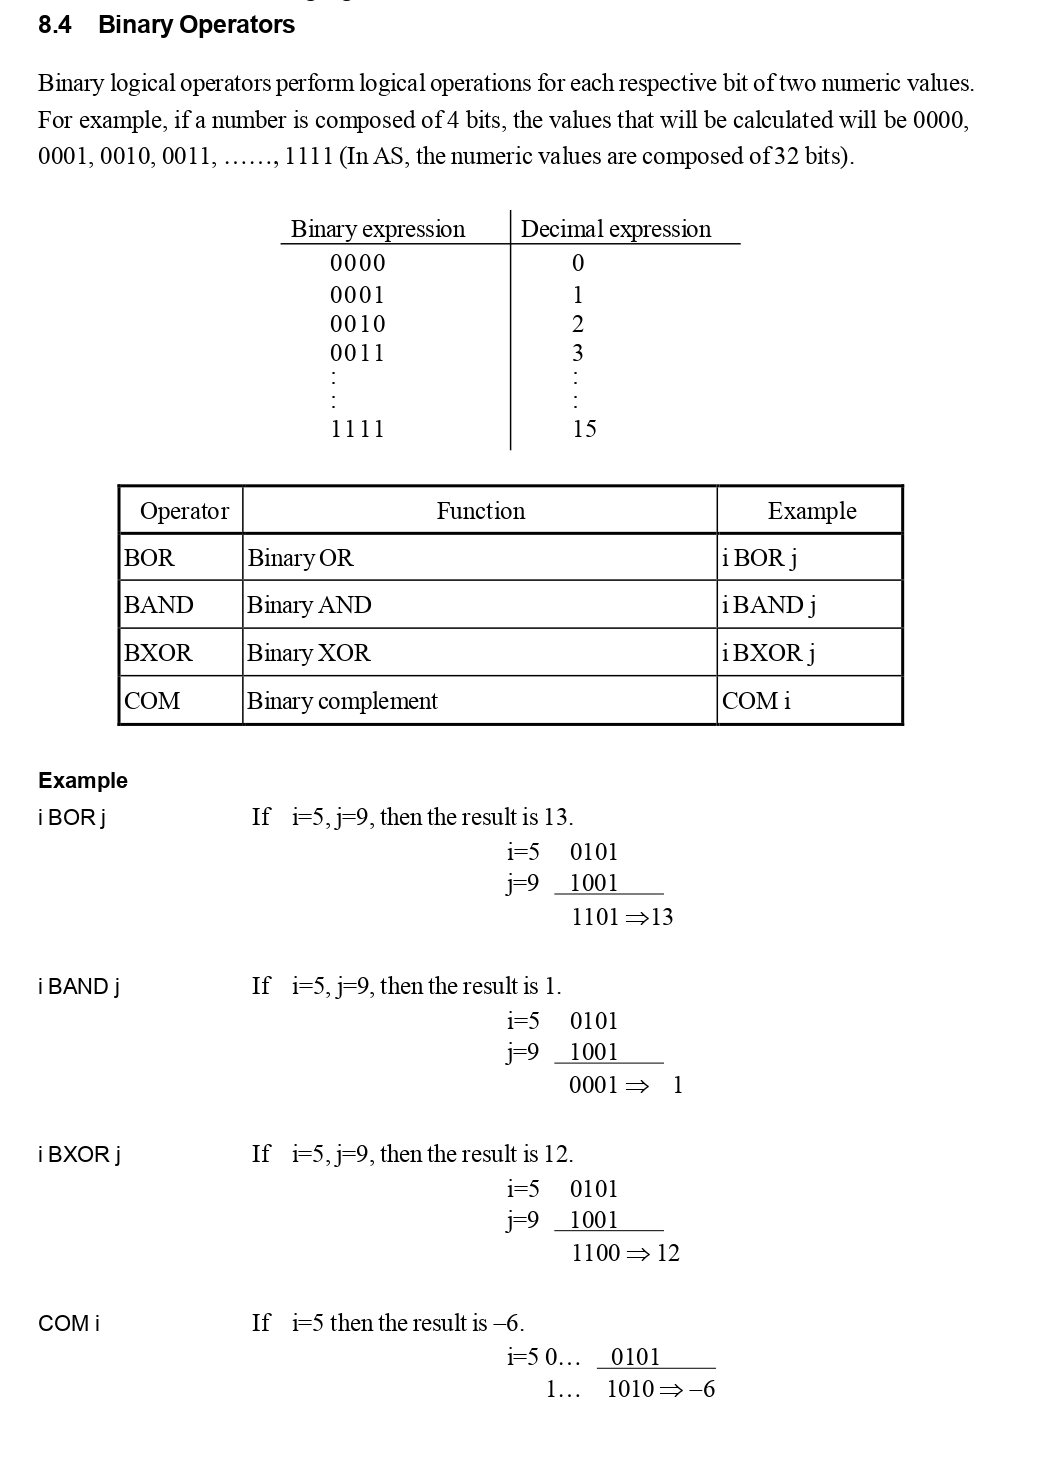 8.4 Binary Operators
Binary logical operators perform logical operations for each respective bit of two numeric values.
For example, if a number is composed of 4 bits, the values that will be calculated will be 0000,
0001, 0010, 0011, ……, 1111 (In AS, the numeric values are composed of 32 bits).
Binary expression Decimal expression
0000 0
0001 1
0010 2
0011 3
: :
: :
1111 15
Operator Function Example
BOR Binary OR i BOR j
BAND Binary AND i BAND j
BXOR Binary XOR i BXOR j
COM Binary complement COM i
Example
i BOR j If i=5, j=9, then the result is 13.
i=5 0101
j=9 1001
1101 ⇒13
i BAND j If i=5, j=9, then the result is 1.
i=5 0101
j=9 1001
0001 ⇒ 1
i BXOR j If i=5, j=9, then the result is 12.
i=5 0101
j=9 1001
1100 ⇒ 12
COM i If i=5 then the result is –6.
i=5 0… 0101
1… 1010 ⇒ –6